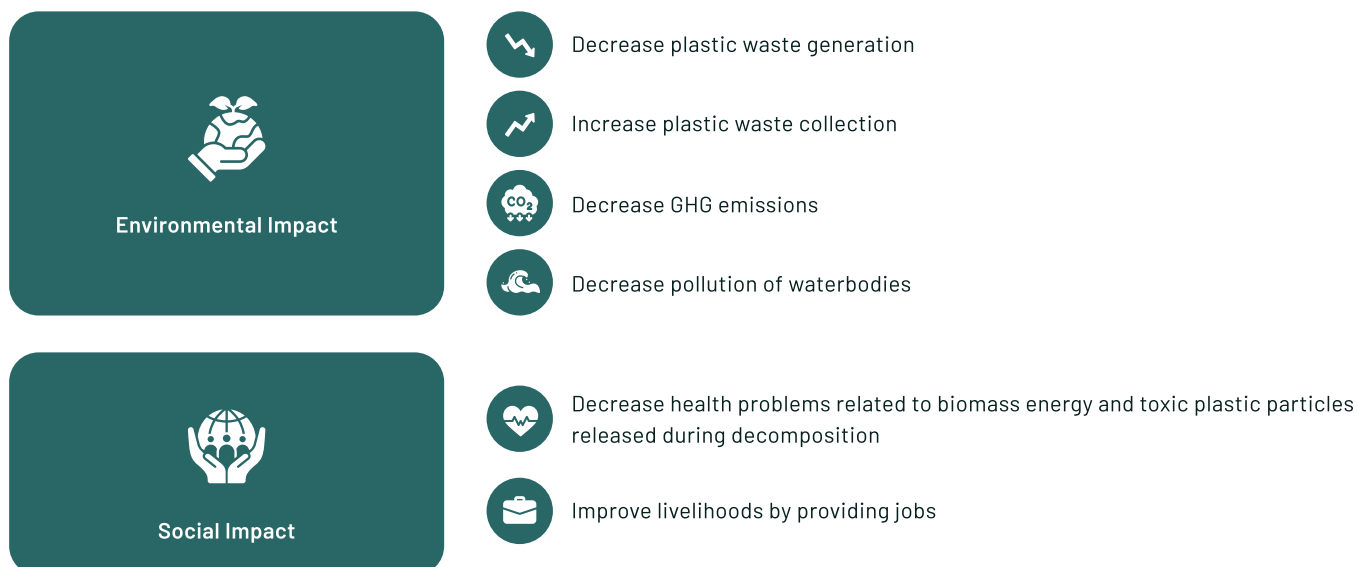 Environmental Impact
Decrease plastic waste generation
Increase plastic waste collection
CO2
Decrease GHG emissions
Decrease pollution of waterbodies
Social Impact
Decrease health problems related to biomass energy and toxic plastic particles
released during decomposition
Improve livelihoods by providing jobs